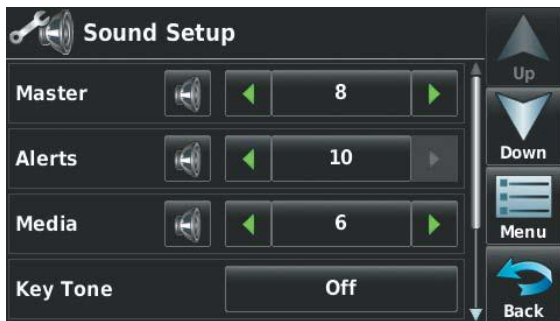 Sound Setup
Up
Master 8
Alerts 10
Down
Media 6
Menu
Key Tone Off
Back